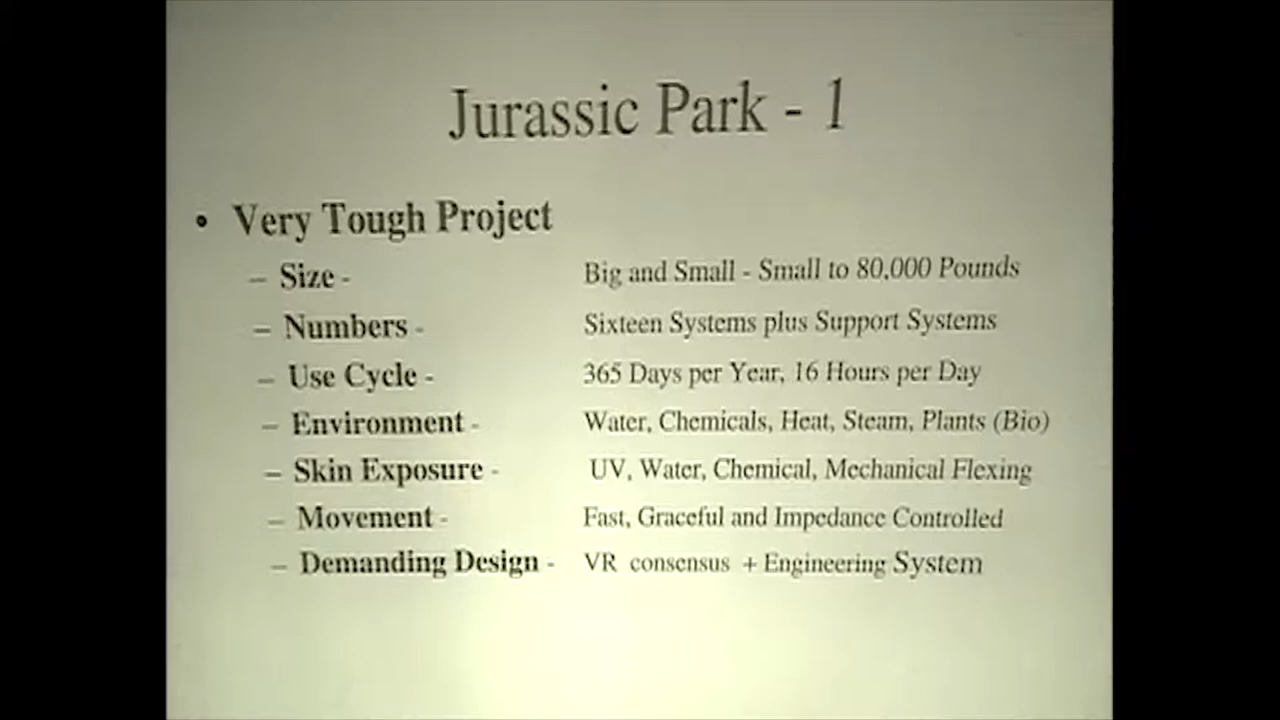 Jurassic Park - 1
• Very Tough Project
– Size - Big and Small - Small to 80,000 Pounds
– Numbers - Sixteen Systems plus Support Systems
– Use Cycle - 365 Days per Year, 16 Hours per Day
– Environment - Water, Chemicals, Heat, Steam, Plants (Bio)
– Skin Exposure - UV, Water, Chemical, Mechanical Flexing
– Movement - Fast, Graceful and Impedance Controlled
– Demanding Design - VR consensus + Engineering System